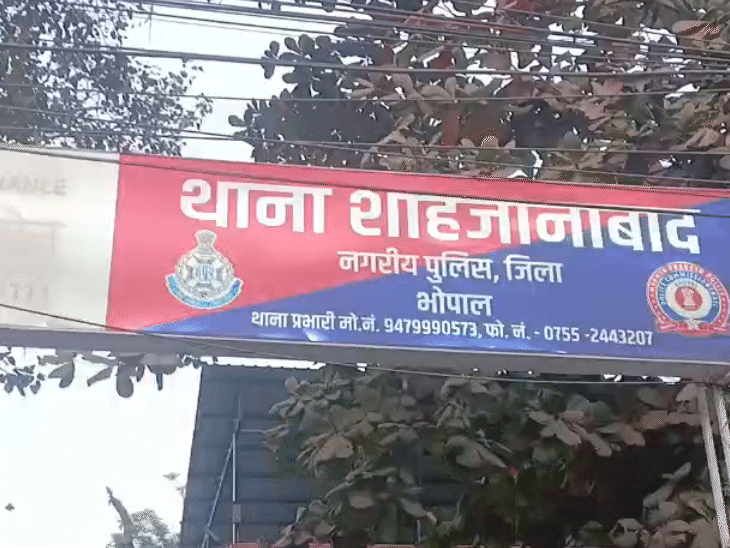 थाना शाहजानाबाद
नगरीय पुलिस, जिला
भोपाल
थाना प्रभारी मो.नं. 9479990573, फो. नं. - 0755 -2443207